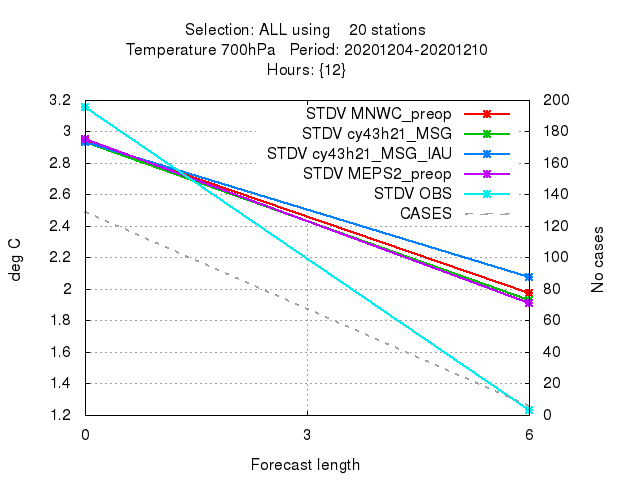 Selection: ALL using 20 stations
Temperature 700hPa Period: 20201204-20201210
Hours: {12}
3.2
3
2.8
2.6
2.4
2.2
2
1.8
1.6
1.4
1.2
200
180
160
140
120
100
80
60
40
20
0
STDV MNWC_preop
STDV cy43h21_MSG
STDV cy43h21_MSG_IAU
STDV MEPS2_preop
STDV OBS
CASES
deg C
No cases
0 3 6
Forecast length